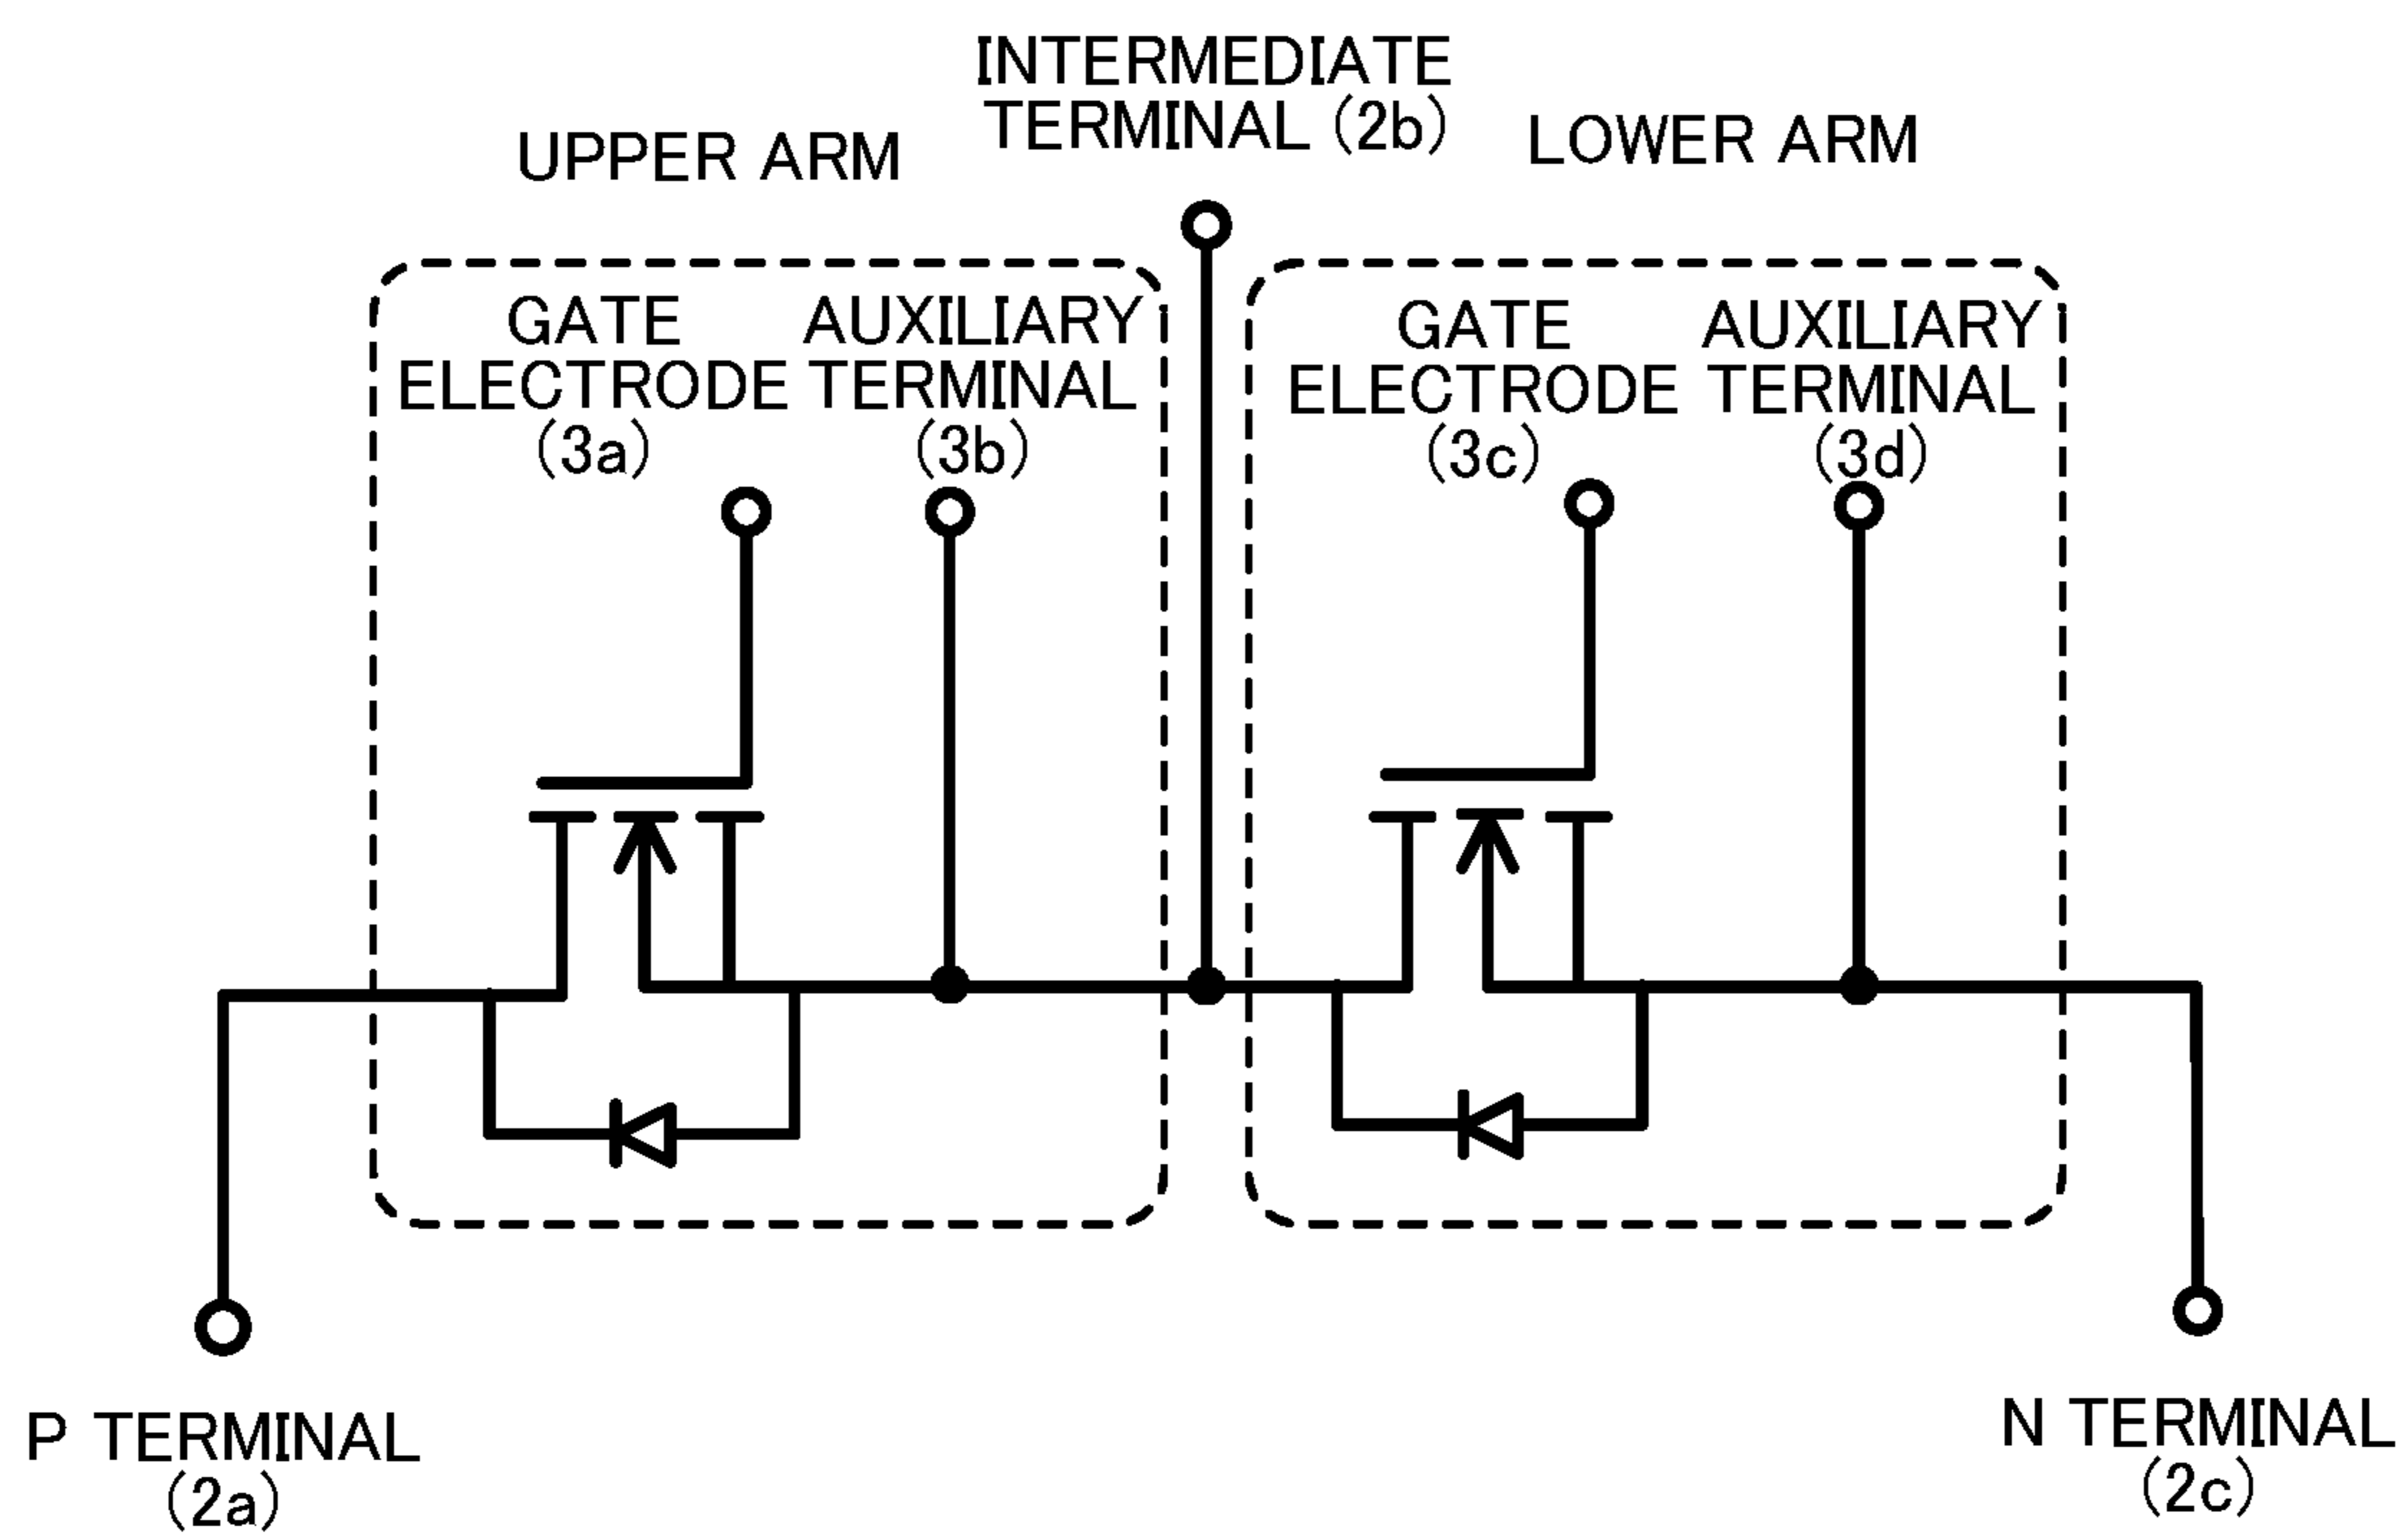 INTERMEDIATE
TERMINAL (2b)
UPPER ARM
LOWER ARM
GATE
ELECTRODE
(3a)
AUXILIARY
TERMINAL
(3b)
GATE
ELECTRODE
(3c)
AUXILIARY
TERMINAL
(3d)
P TERMINAL
(2a)
N TERMINAL
(2c)